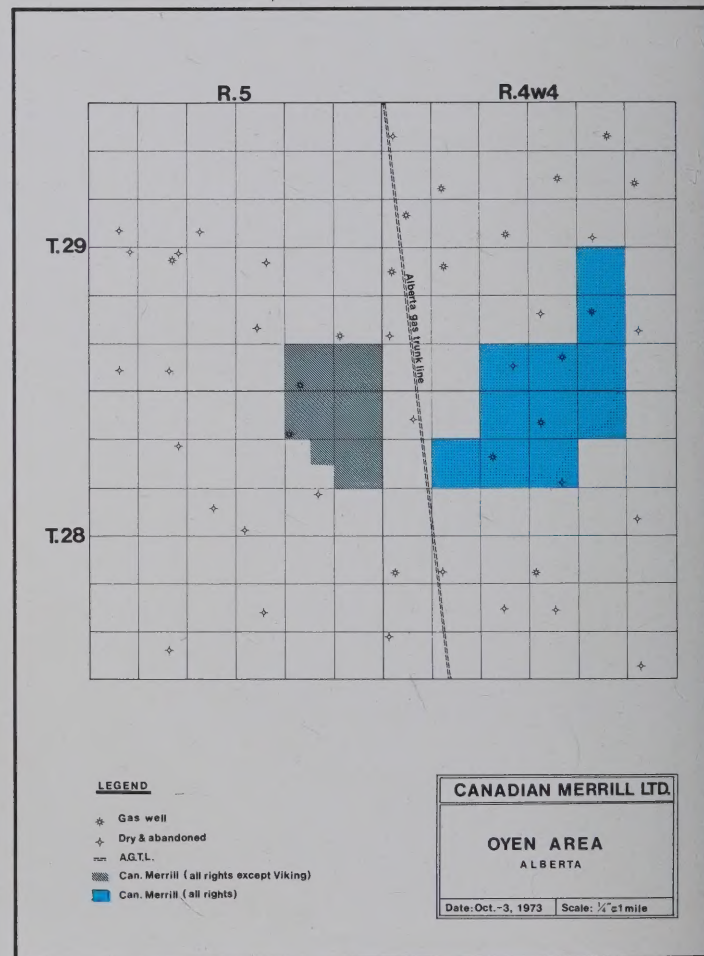 R.5 R.4w4
T.29
Alberta gas trunk line
T.28
LEGEND
Gas well
Dry & abandoned
A.G.T.L.
Can. Merrill (all rights except Viking)
Can. Merrill (all rights)
CANADIAN MERRILL LTD.
OYEN AREA
ALBERTA
Date: Oct.-3, 1973 Scale: ¼"=1 mile